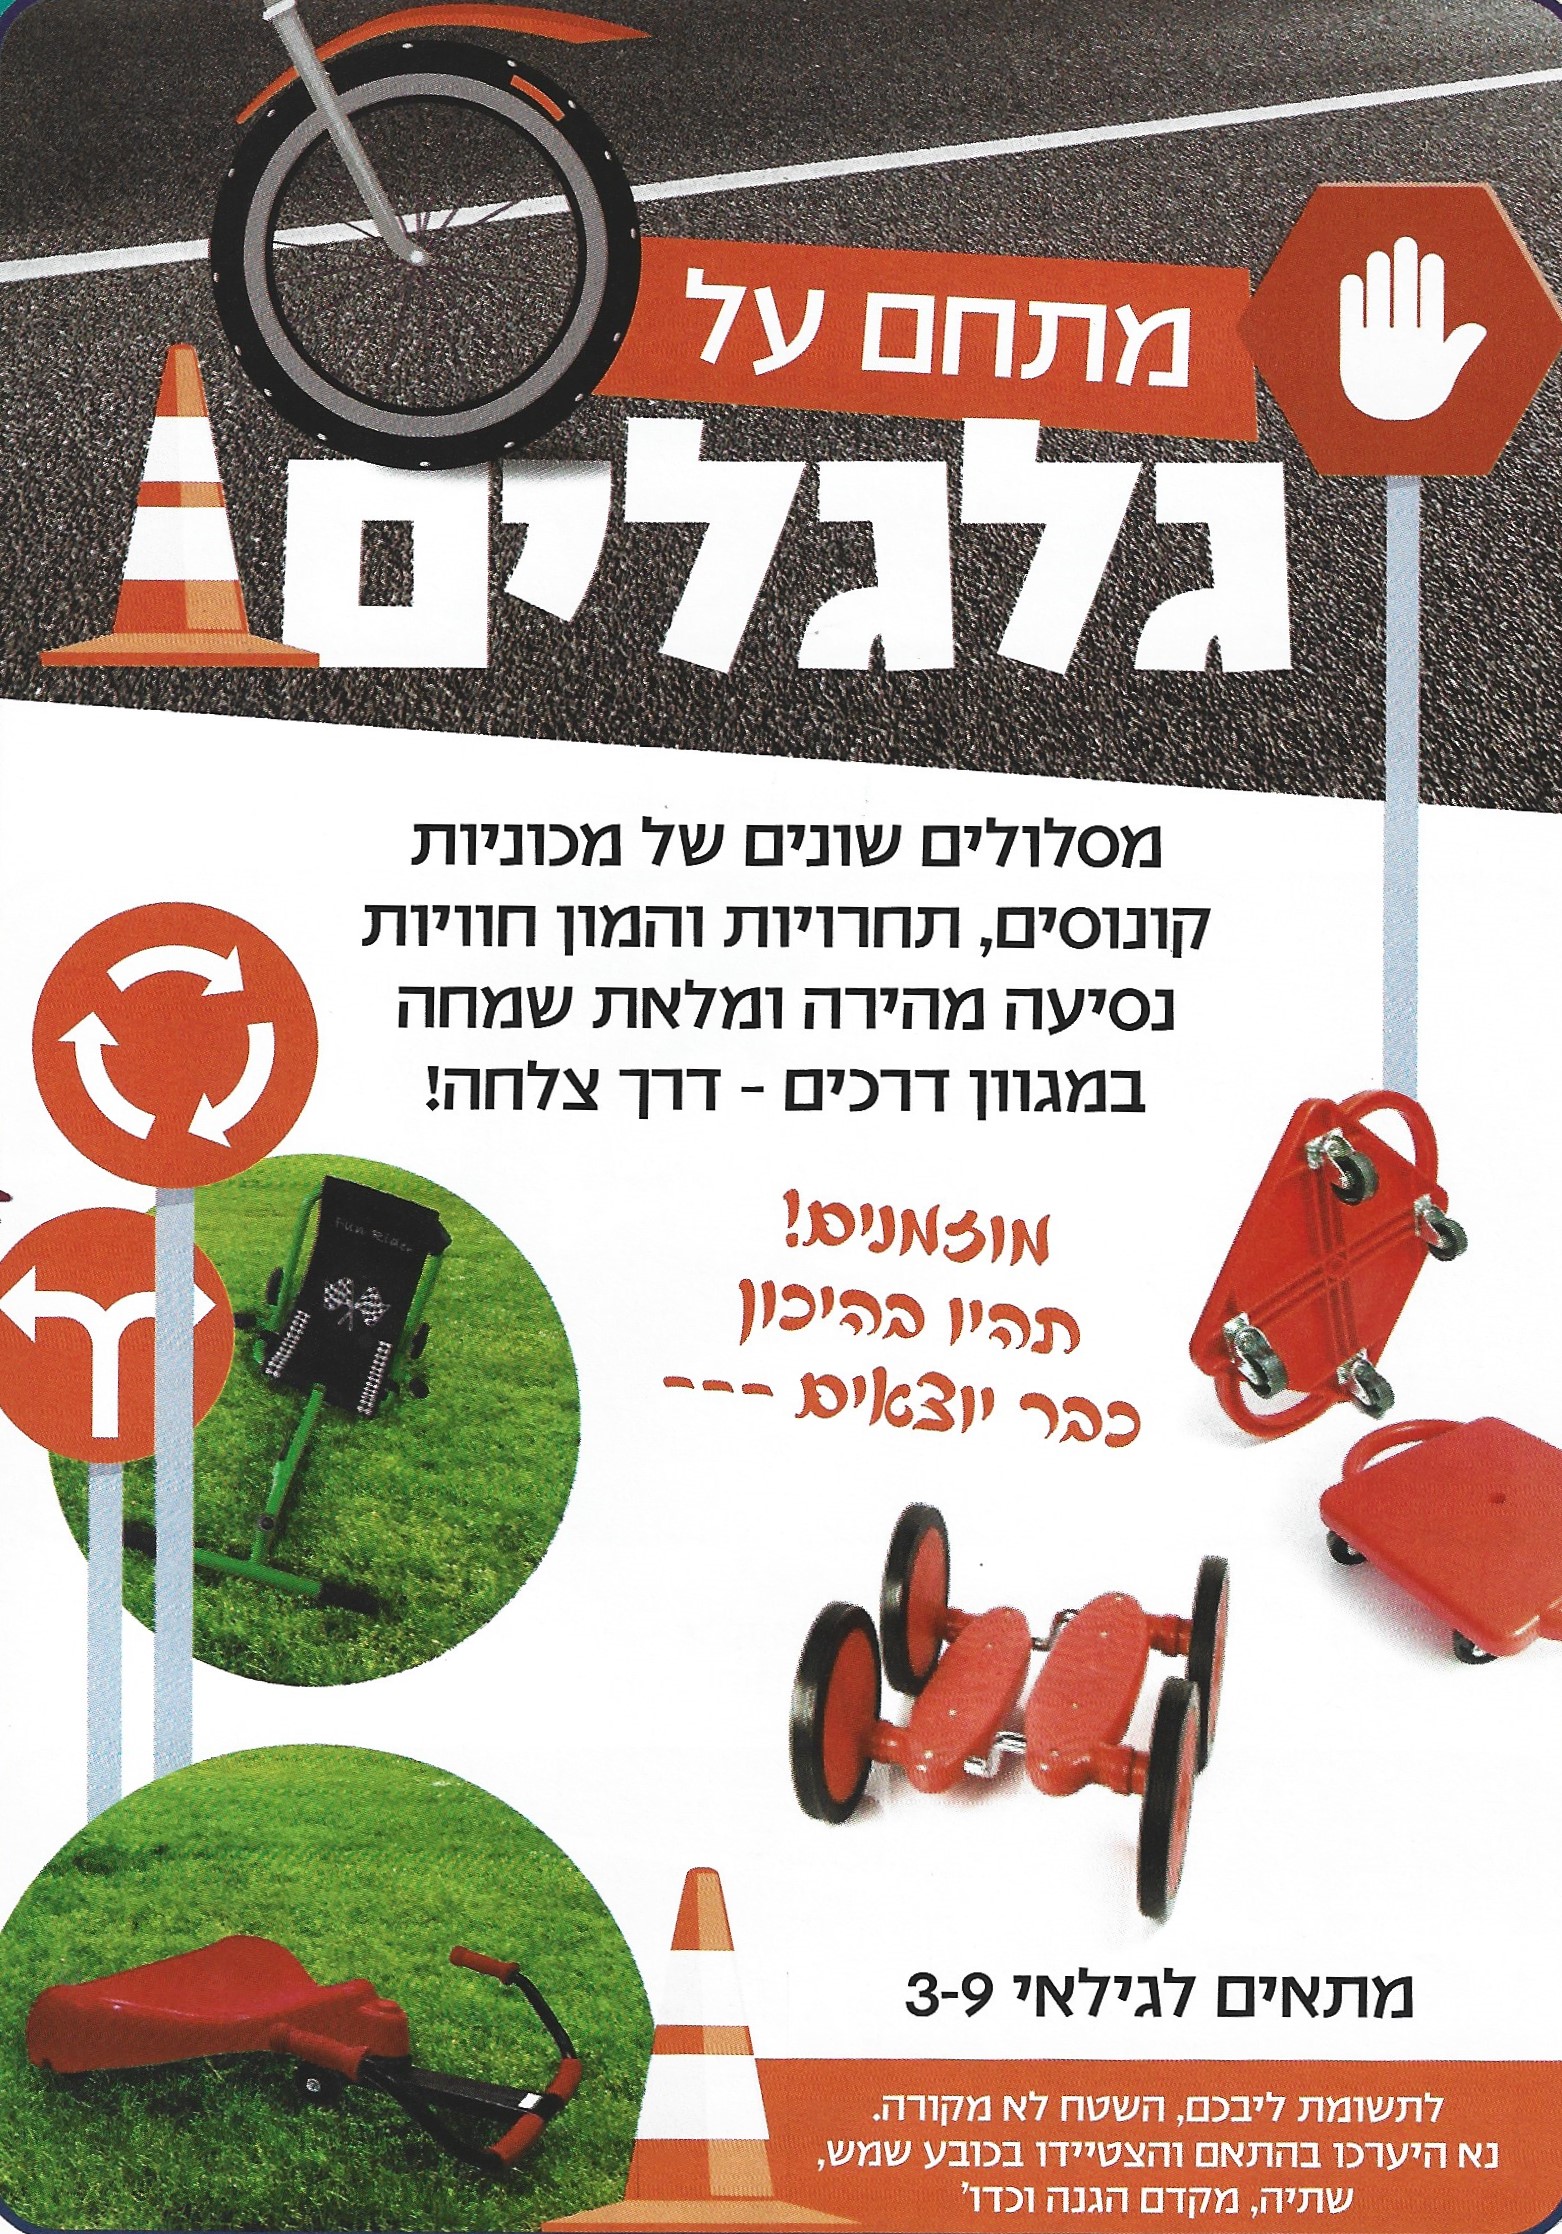 מתחם על
גלגלים
מסלולים שונים של מכוניות
קונוסים, תחרויות והמון חוויות
נסיעה מהירה ומלאת שמחה
במגוון דרכים - דרך צלחה!
Fun Rider
מוזמנים!
תהיו בהיכון
כבר יוצאים ---
מתאים לגילאי 3-9
לתשומת ליבכם, השטח לא מקורה.
נא היערכו בהתאם והצטיידו בכובע שמש,
שתיה, מקדם הגנה וכדו'